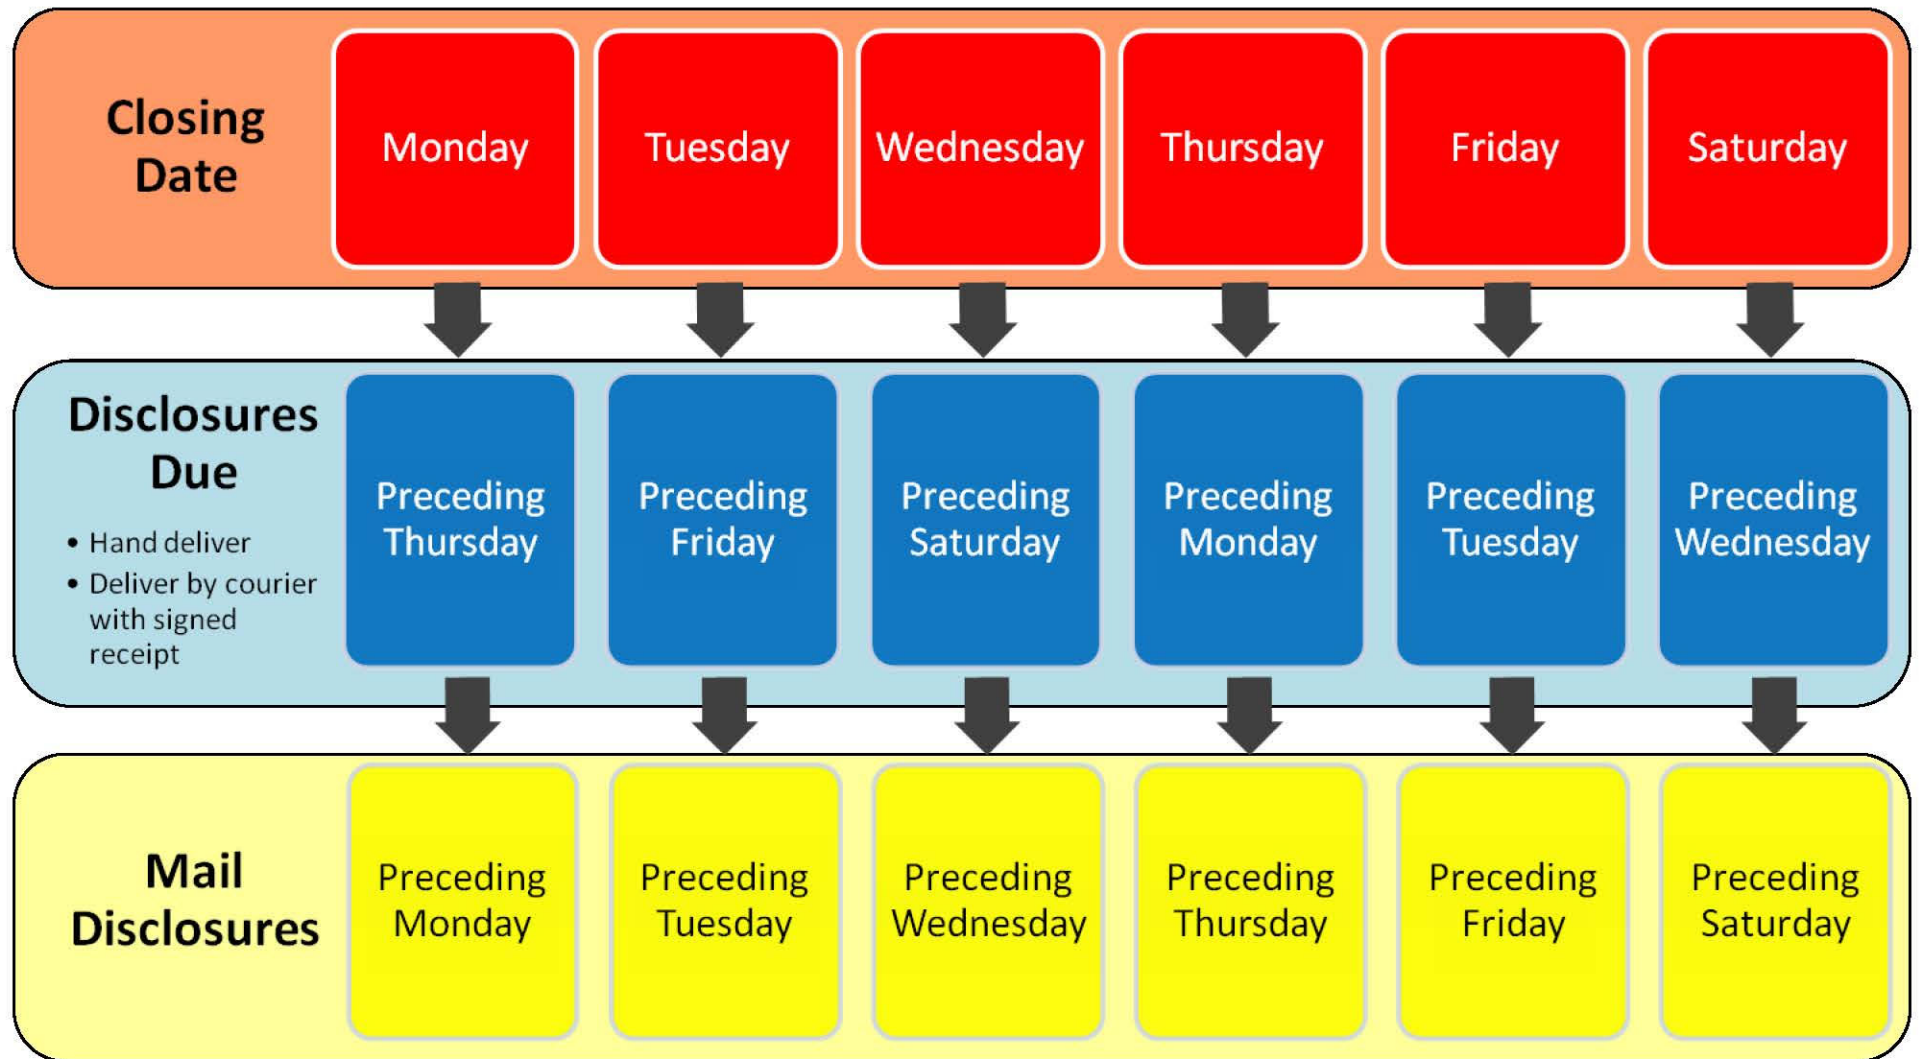 Closing
Date
Monday
Tuesday
Wednesday
Thursday
Friday
Saturday
Disclosures
Due
• Hand deliver
• Deliver by courier
with signed
receipt
Preceding
Thursday
Preceding
Friday
Preceding
Saturday
Preceding
Monday
Preceding
Tuesday
Preceding
Wednesday
Mail
Disclosures
Preceding
Monday
Preceding
Tuesday
Preceding
Wednesday
Preceding
Thursday
Preceding
Friday
Preceding
Saturday